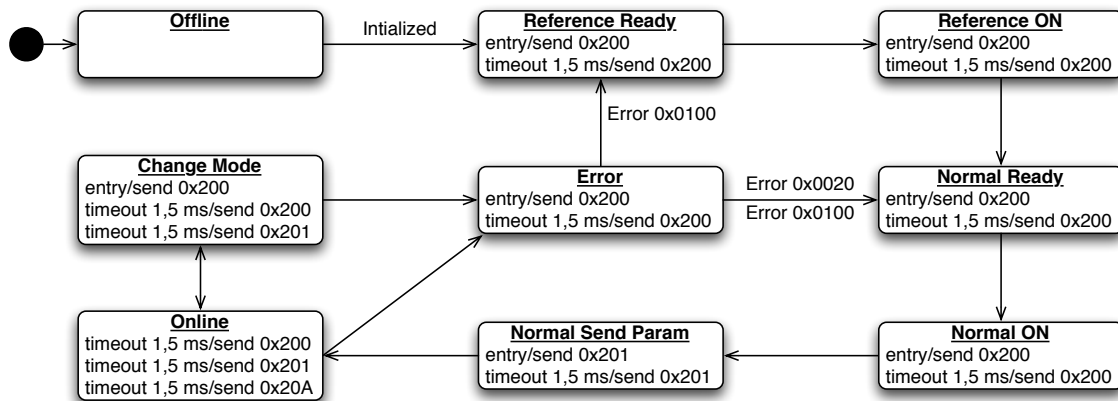 Offline
Intialized
Reference Ready
entry/send 0x200
timeout 1,5 ms/send 0x200
Reference ON
entry/send 0x200
timeout 1,5 ms/send 0x200
Error 0x0100
Change Mode
entry/send 0x200
timeout 1,5 ms/send 0x200
timeout 1,5 ms/send 0x201
Error
entry/send 0x200
timeout 1,5 ms/send 0x200
Error 0x0020
Error 0x0100
Normal Ready
entry/send 0x200
timeout 1,5 ms/send 0x200
Online
timeout 1,5 ms/send 0x200
timeout 1,5 ms/send 0x201
timeout 1,5 ms/send 0x20A
Normal Send Param
entry/send 0x201
timeout 1,5 ms/send 0x201
Normal ON
entry/send 0x200
timeout 1,5 ms/send 0x200